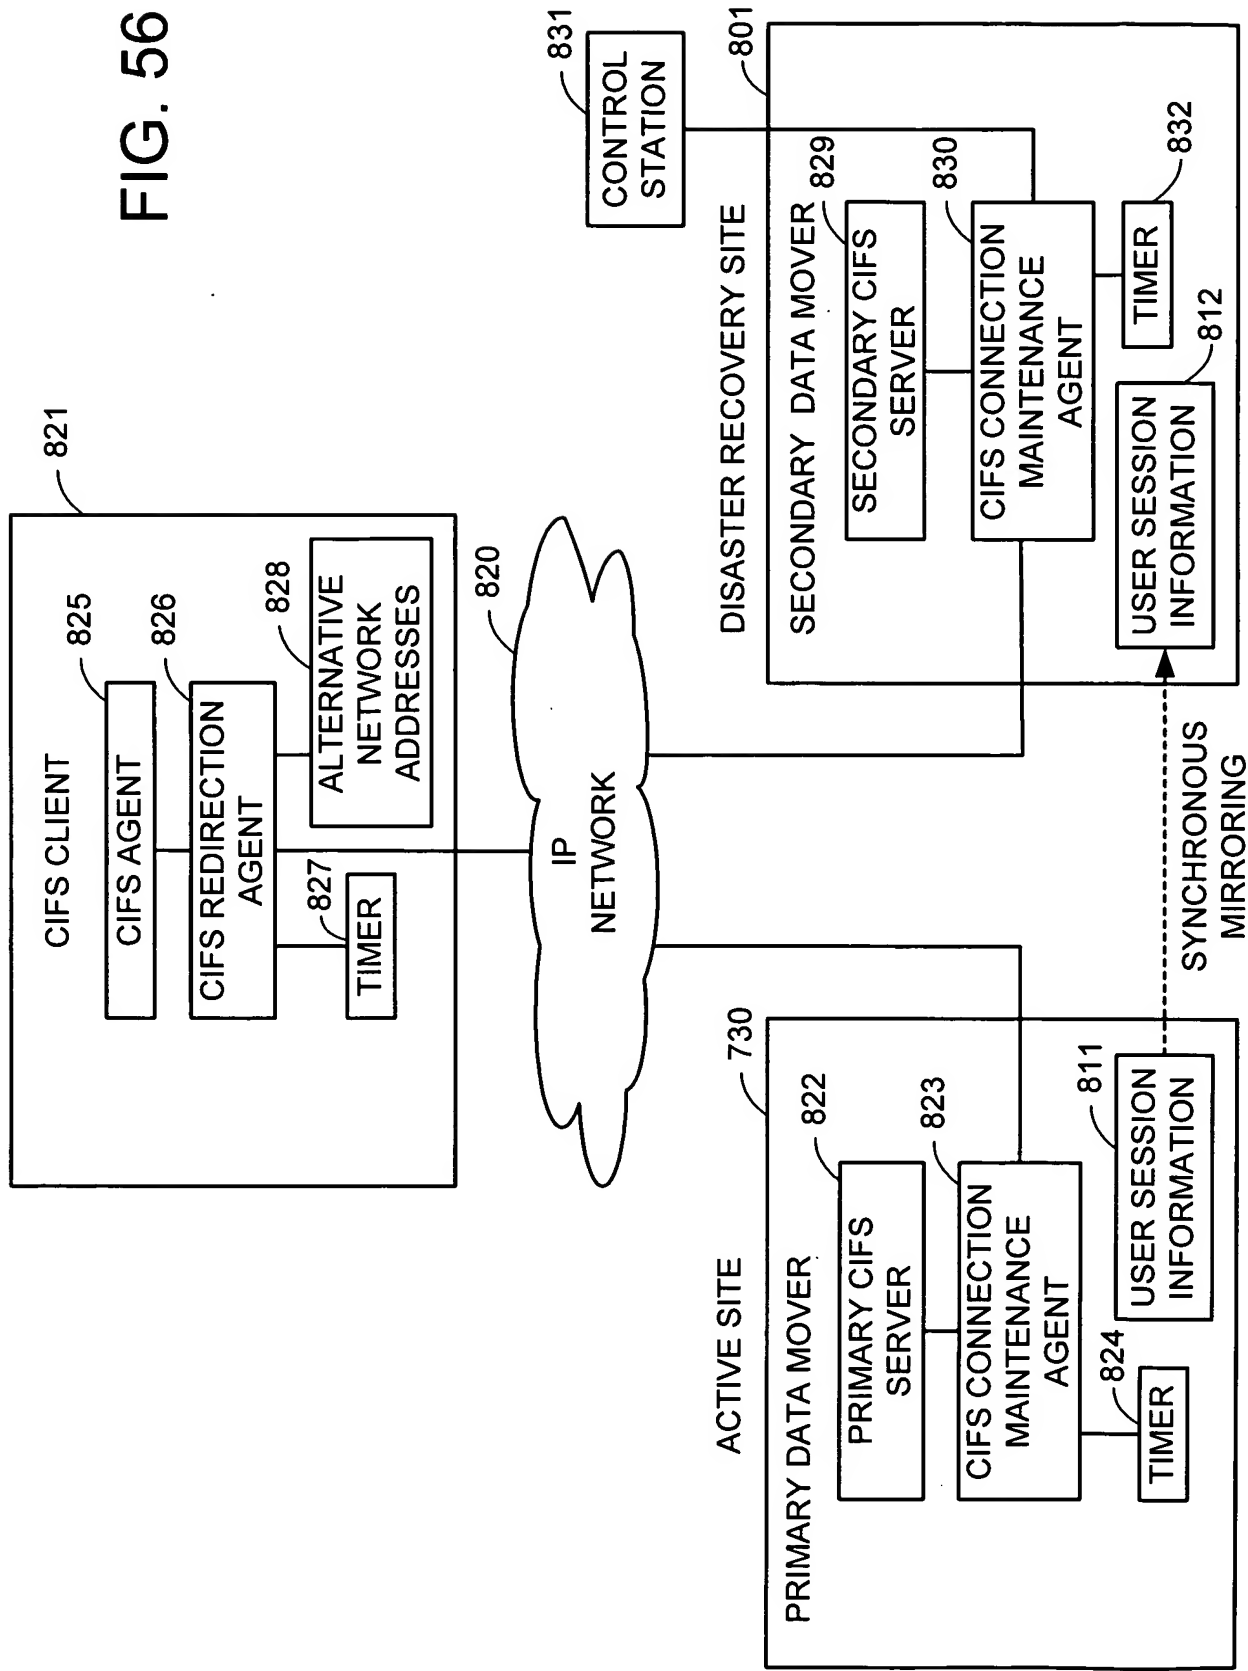 FIG. 56
821
CIFS CLIENT
825
CIFS AGENT
826
CIFS REDIRECTION
AGENT
827
TIMER
828
ALTERNATIVE
NETWORK
ADDRESSES
820
IP
NETWORK
831
CONTROL
STATION
ACTIVE SITE
730
PRIMARY DATA MOVER
822
PRIMARY CIFS
SERVER
823
CIFS CONNECTION
MAINTENANCE
AGENT
824
TIMER
811
USER SESSION
INFORMATION
SYNCHRONOUS
MIRRORING
DISASTER RECOVERY SITE
801
SECONDARY DATA MOVER
829
SECONDARY CIFS
SERVER
830
CIFS CONNECTION
MAINTENANCE
AGENT
832
TIMER
812
USER SESSION
INFORMATION